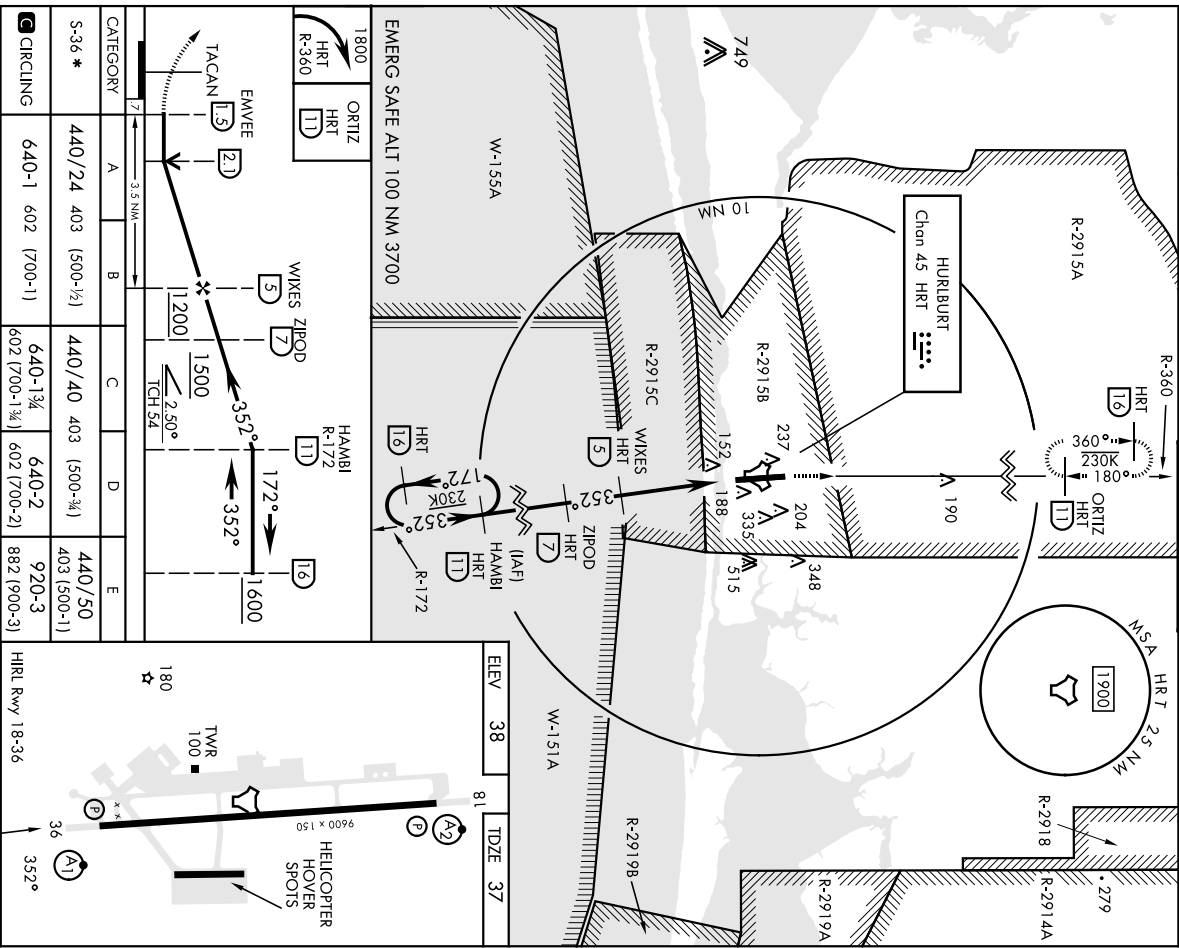 R-2915A
R-360
HRT
16
360°
230K
180°
ORTIZ
HRT
11
190
MSA HRT 25 NM
1900
R-2918
279
R-2914A
R-2919A
R-2919B
749
HURLBURT
Chan 45 HRT
10 NM
R-2915B
237
204
348
335
515
188
152
R-2915C
WIXES
HRT
5
352°
ZIPOD
HRT
7
(IAF)
HAMBI
HRT
11
172°
230K
352°
HRT
16
R-172
W-155A
W-151A
EMERG SAFE ALT 100 NM 3700
1800
HRT
R-360
ORTIZ
HRT
11
TACAN
EMVEE
1.5
2.1
WIXES
5
ZIPOD
7
HAMBI
R-172
11
16
1200
1500
352°
172°
352°
1600
2.50°
TCH 54
.7
3.5 NM
CATEGORY A B C D E
S-36 * 440/24 403 (500-½) 440/40 403 (500-¾) 440/50 403 (500-1)
C CIRCLING 640-1 602 (700-1) 640-1¾ 602 (700-1¾) 640-2 602 (700-2) 920-3 882 (900-3)
ELEV 38
TDZE 37
18
A2
P
9600 x 150
HELICOPTER
HOVER
SPOTS
TWR
100
180
x x
P
36
A1
352°
HIRL Rwy 18-36